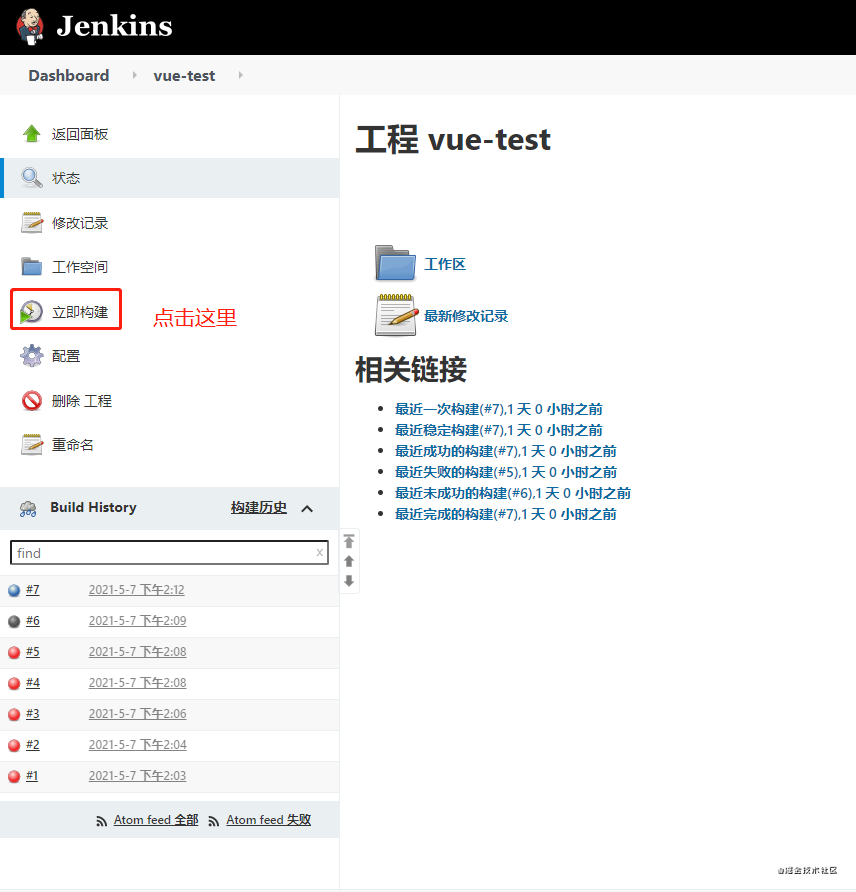 Jenkins
Dashboard
vue-test
返回面板
状态
修改记录
工作空间
立即构建
点击这里
配置
删除 工程
重命名
Build History
构建历史
find
x
#7 2021-5-7 下午2:12
#6 2021-5-7 下午2:09
#5 2021-5-7 下午2:08
#4 2021-5-7 下午2:08
#3 2021-5-7 下午2:06
#2 2021-5-7 下午2:04
#1 2021-5-7 下午2:03
Atom feed 全部
Atom feed 失败
工程 vue-test
工作区
最新修改记录
相关链接
最近一次构建(#7),1 天 0 小时之前
最近稳定构建(#7),1 天 0 小时之前
最近成功的构建(#7),1 天 0 小时之前
最近失败的构建(#5),1 天 0 小时之前
最近未成功的构建(#6),1 天 0 小时之前
最近完成的构建(#7),1 天 0 小时之前
@掘金技术社区